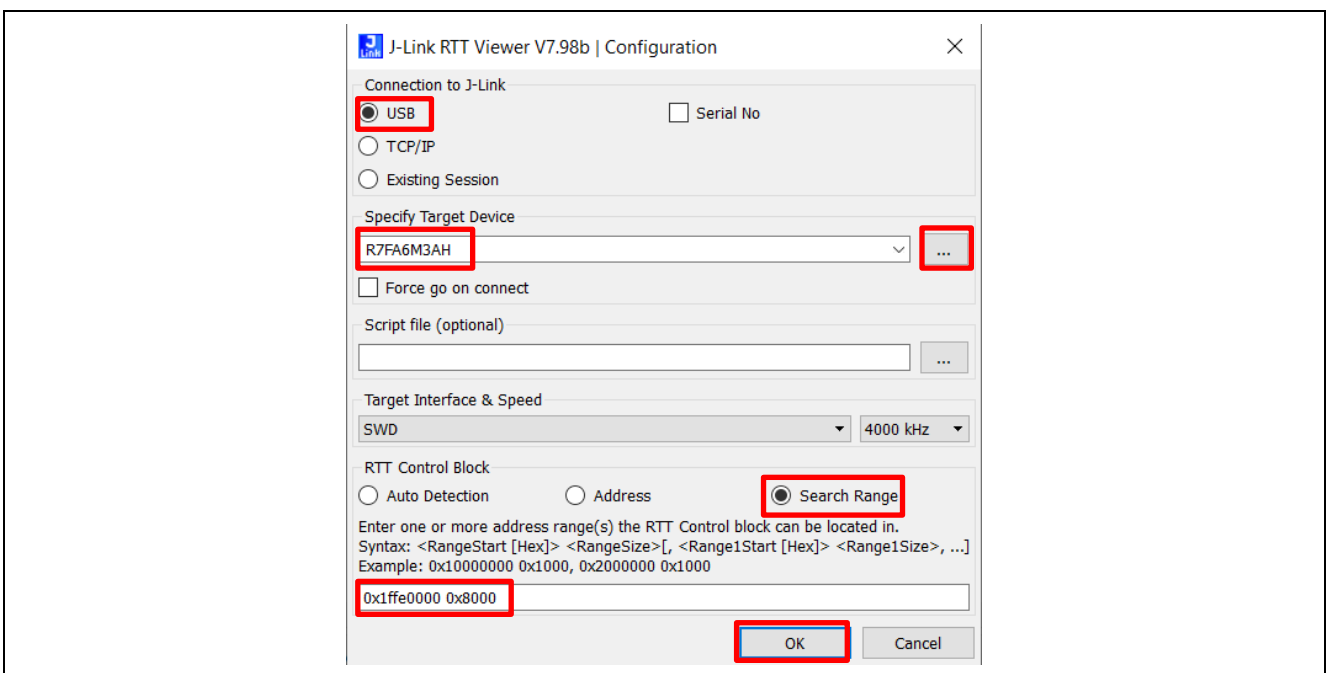 J-Link RTT Viewer V7.98b | Configuration
Connection to J-Link
USB Serial No
TCP/IP
Existing Session
Specify Target Device
R7FA6M3AH ...
Force go on connect
Script file (optional)
...
Target Interface & Speed
SWD 4000 kHz
RTT Control Block
Auto Detection Address Search Range
Enter one or more address range(s) the RTT Control block can be located in.
Syntax: <RangeStart [Hex]> <RangeSize>[, <Range1Start [Hex]> <Range1Size>, ...]
Example: 0x10000000 0x1000, 0x2000000 0x1000
0x1ffe0000 0x8000
OK Cancel